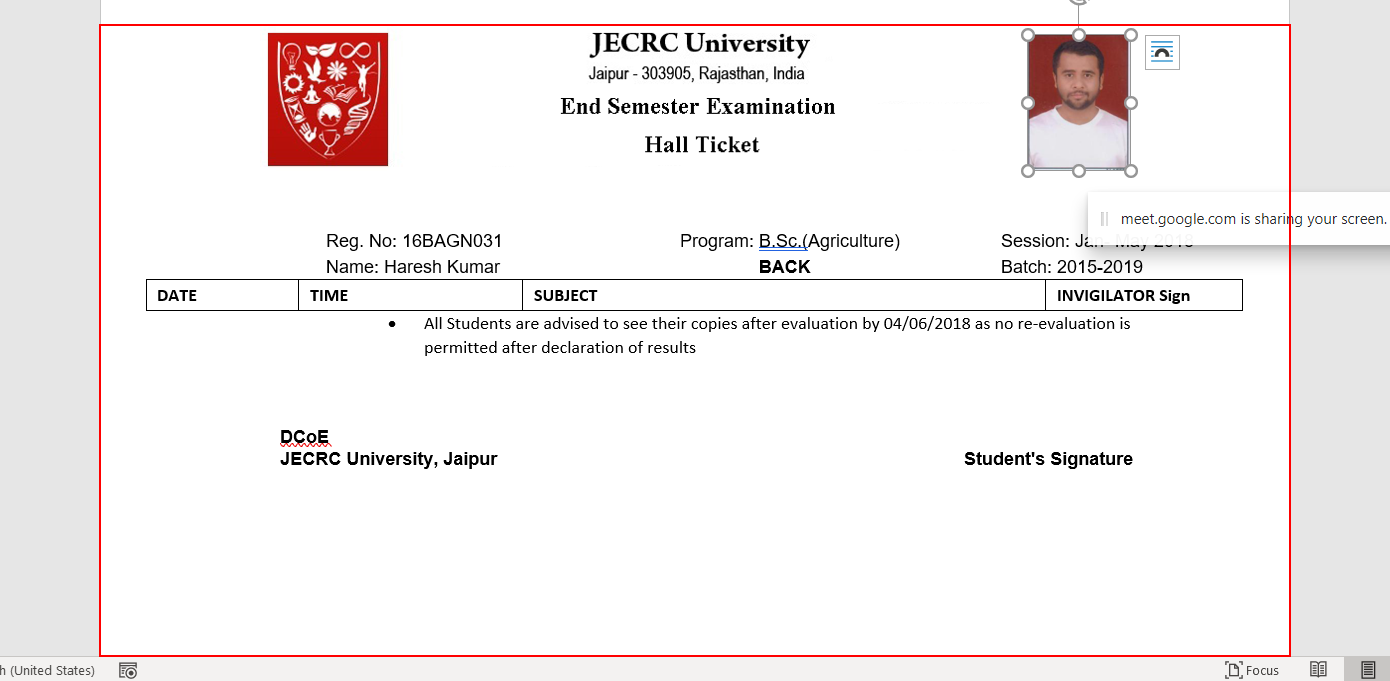 JECRC University
Jaipur - 303905, Rajasthan, India
End Semester Examination
Hall Ticket
meet.google.com is sharing your screen.
Reg. No: 16BAGN031 Program: B.Sc.(Agriculture) Session: Jan- May 2018
Name: Haresh Kumar BACK Batch: 2015-2019
DATE TIME SUBJECT INVIGILATOR Sign
• All Students are advised to see their copies after evaluation by 04/06/2018 as no re-evaluation is
permitted after declaration of results
DCoE
JECRC University, Jaipur Student's Signature
h (United States) Focus